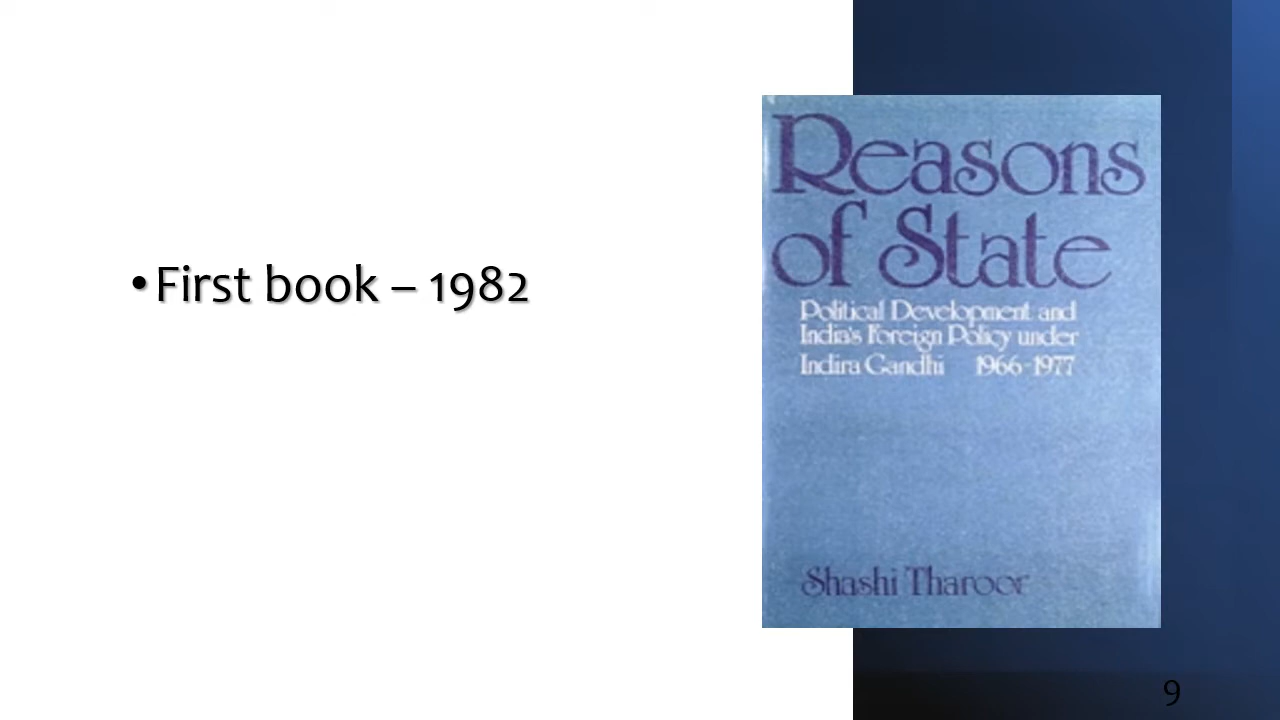 • First book – 1982
Reasons
of State
Political Development and
India's Foreign Policy under
Indira Gandhi 1966-1977
Shashi Tharoor
9